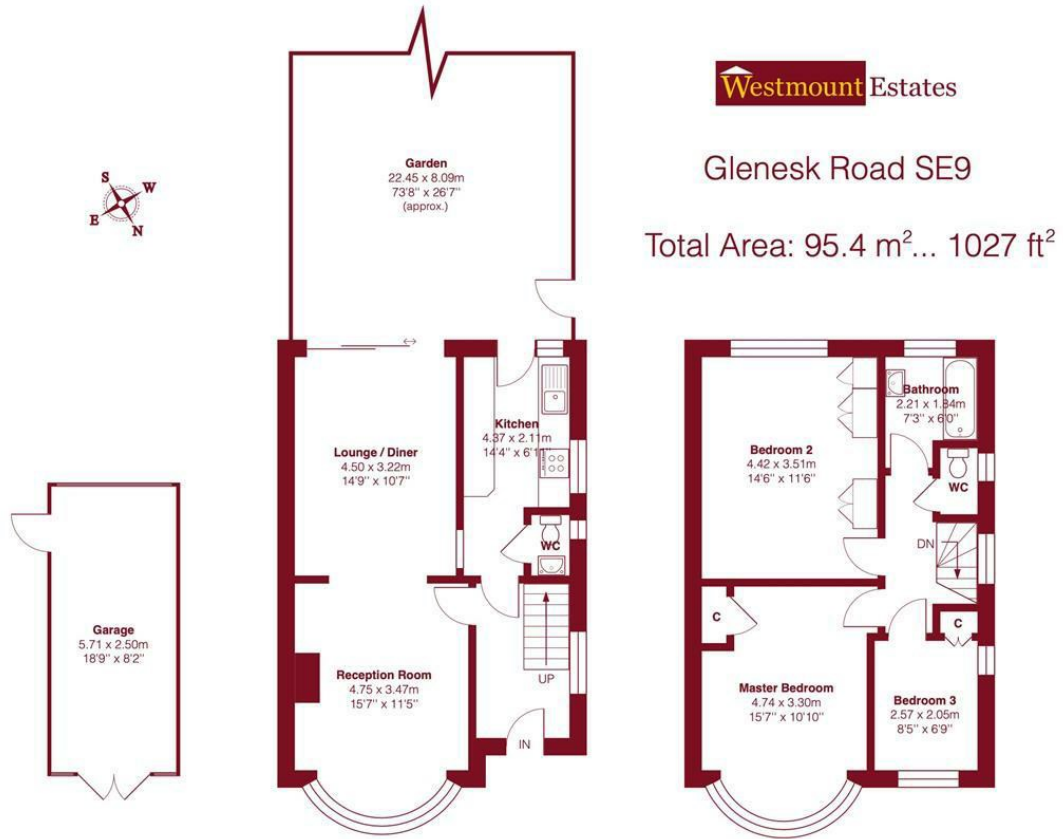 Westmount Estates
Glenesk Road SE9
Total Area: 95.4 m²... 1027 ft²
S
W
E
N
Garden
22.45 x 8.09m
73'8" x 26'7"
(approx.)
Kitchen
4.37 x 2.11m
14'4" x 6'11"
Lounge / Diner
4.50 x 3.22m
14'9" x 10'7"
WC
Reception Room
4.75 x 3.47m
15'7" x 11'5"
UP
IN
Garage
5.71 x 2.50m
18'9" x 8'2"
Bathroom
2.21 x 1.84m
7'3" x 6'0"
Bedroom 2
4.42 x 3.51m
14'6" x 11'6"
WC
DN
C
C
Master Bedroom
4.74 x 3.30m
15'7" x 10'10"
Bedroom 3
2.57 x 2.05m
8'5" x 6'9"